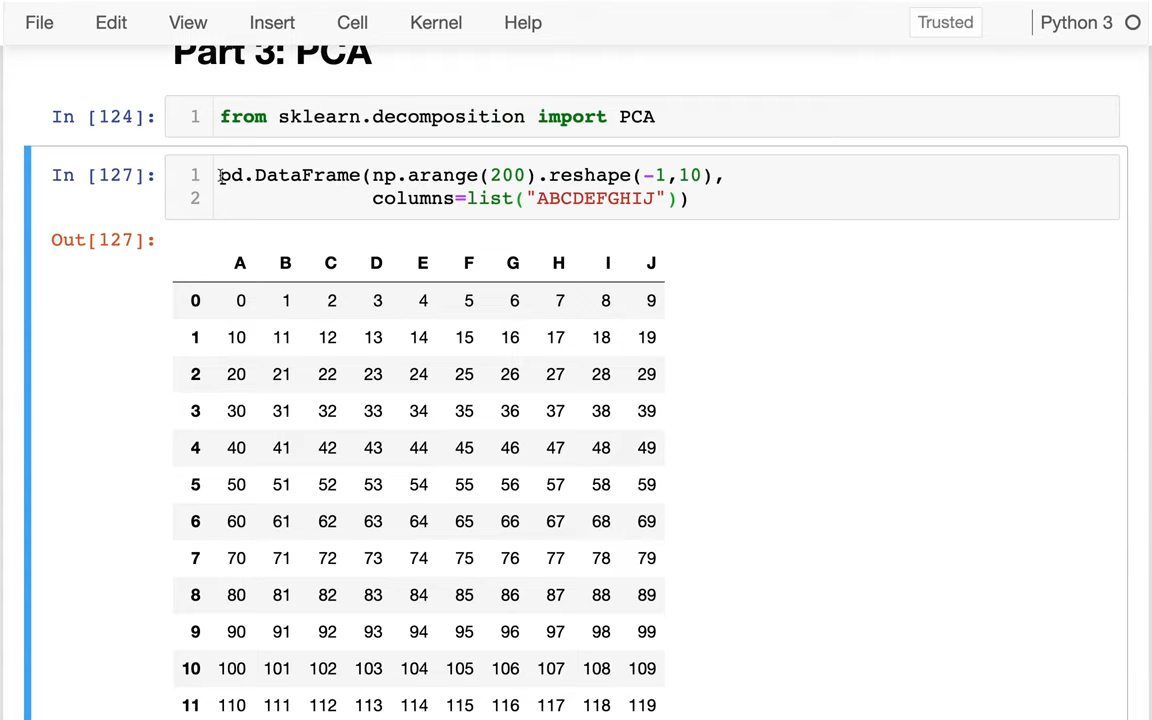 File Edit View Insert Cell Kernel Help Trusted Python 3
Part 3: PCA
In [124]: 1 from sklearn.decomposition import PCA
In [127]: 1 pd.DataFrame(np.arange(200).reshape(-1,10),
2 columns=list("ABCDEFGHIJ"))
Out[127]:
A B C D E F G H I J
0 0 1 2 3 4 5 6 7 8 9
1 10 11 12 13 14 15 16 17 18 19
2 20 21 22 23 24 25 26 27 28 29
3 30 31 32 33 34 35 36 37 38 39
4 40 41 42 43 44 45 46 47 48 49
5 50 51 52 53 54 55 56 57 58 59
6 60 61 62 63 64 65 66 67 68 69
7 70 71 72 73 74 75 76 77 78 79
8 80 81 82 83 84 85 86 87 88 89
9 90 91 92 93 94 95 96 97 98 99
10 100 101 102 103 104 105 106 107 108 109
11 110 111 112 113 114 115 116 117 118 119